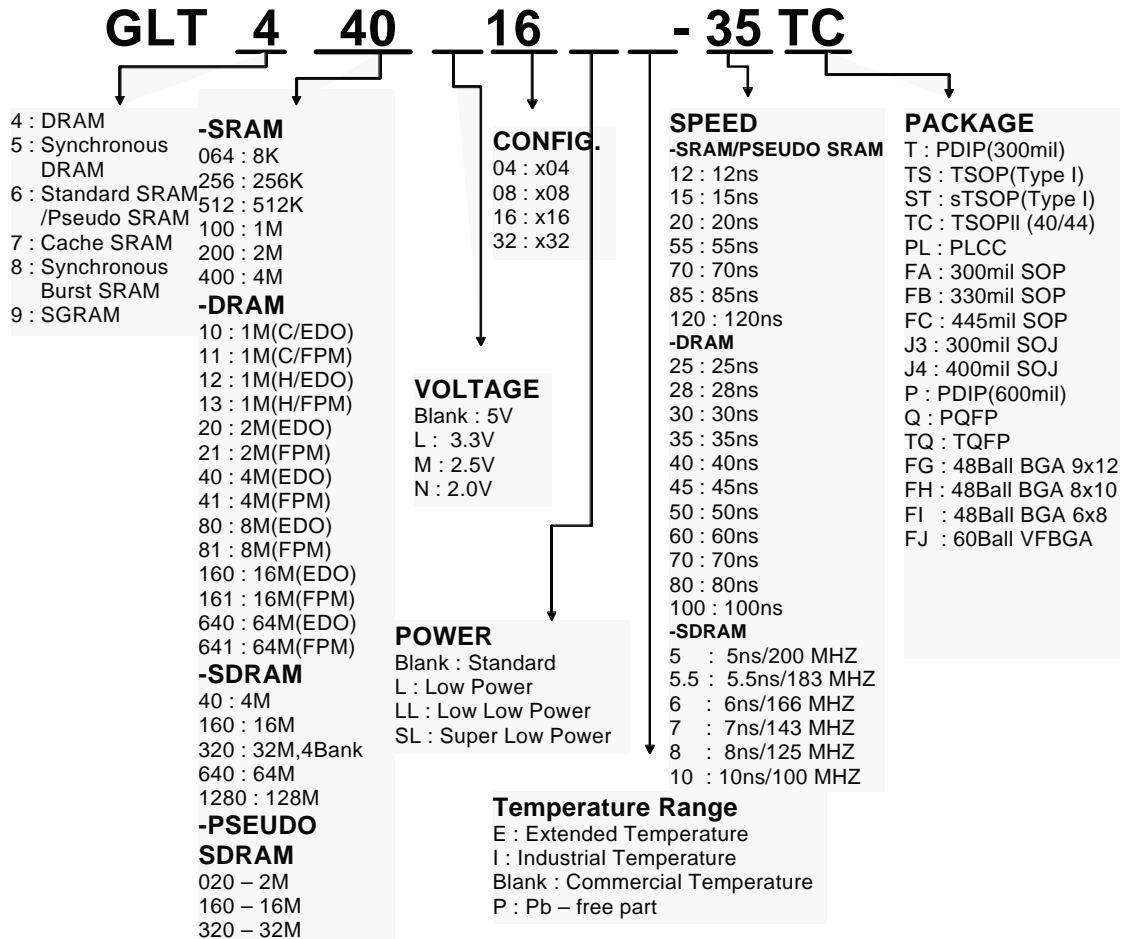 GLT 4 40 16 - 35 TC
4 : DRAM
5 : Synchronous
DRAM
6 : Standard SRAM
/Pseudo SRAM
7 : Cache SRAM
8 : Synchronous
Burst SRAM
9 : SGRAM
-SRAM
064 : 8K
256 : 256K
512 : 512K
100 : 1M
200 : 2M
400 : 4M
-DRAM
10 : 1M(C/EDO)
11 : 1M(C/FPM)
12 : 1M(H/EDO)
13 : 1M(H/FPM)
20 : 2M(EDO)
21 : 2M(FPM)
40 : 4M(EDO)
41 : 4M(FPM)
80 : 8M(EDO)
81 : 8M(FPM)
160 : 16M(EDO)
161 : 16M(FPM)
640 : 64M(EDO)
641 : 64M(FPM)
-SDRAM
40 : 4M
160 : 16M
320 : 32M,4Bank
640 : 64M
1280 : 128M
-PSEUDO
SDRAM
020 – 2M
160 – 16M
320 – 32M
VOLTAGE
Blank : 5V
L : 3.3V
M : 2.5V
N : 2.0V
CONFIG.
04 : x04
08 : x08
16 : x16
32 : x32
POWER
Blank : Standard
L : Low Power
LL : Low Low Power
SL : Super Low Power
Temperature Range
E : Extended Temperature
I : Industrial Temperature
Blank : Commercial Temperature
P : Pb – free part
SPEED
-SRAM/PSEUDO SRAM
12 : 12ns
15 : 15ns
20 : 20ns
55 : 55ns
70 : 70ns
85 : 85ns
120 : 120ns
-DRAM
25 : 25ns
28 : 28ns
30 : 30ns
35 : 35ns
40 : 40ns
45 : 45ns
50 : 50ns
60 : 60ns
70 : 70ns
80 : 80ns
100 : 100ns
-SDRAM
5 : 5ns/200 MHZ
5.5 : 5.5ns/183 MHZ
6 : 6ns/166 MHZ
7 : 7ns/143 MHZ
8 : 8ns/125 MHZ
10 : 10ns/100 MHZ
PACKAGE
T : PDIP(300mil)
TS : TSOP(Type I)
ST : sTSOP(Type I)
TC : TSOPll (40/44)
PL : PLCC
FA : 300mil SOP
FB : 330mil SOP
FC : 445mil SOP
J3 : 300mil SOJ
J4 : 400mil SOJ
P : PDIP(600mil)
Q : PQFP
TQ : TQFP
FG : 48Ball BGA 9x12
FH : 48Ball BGA 8x10
FI : 48Ball BGA 6x8
FJ : 60Ball VFBGA